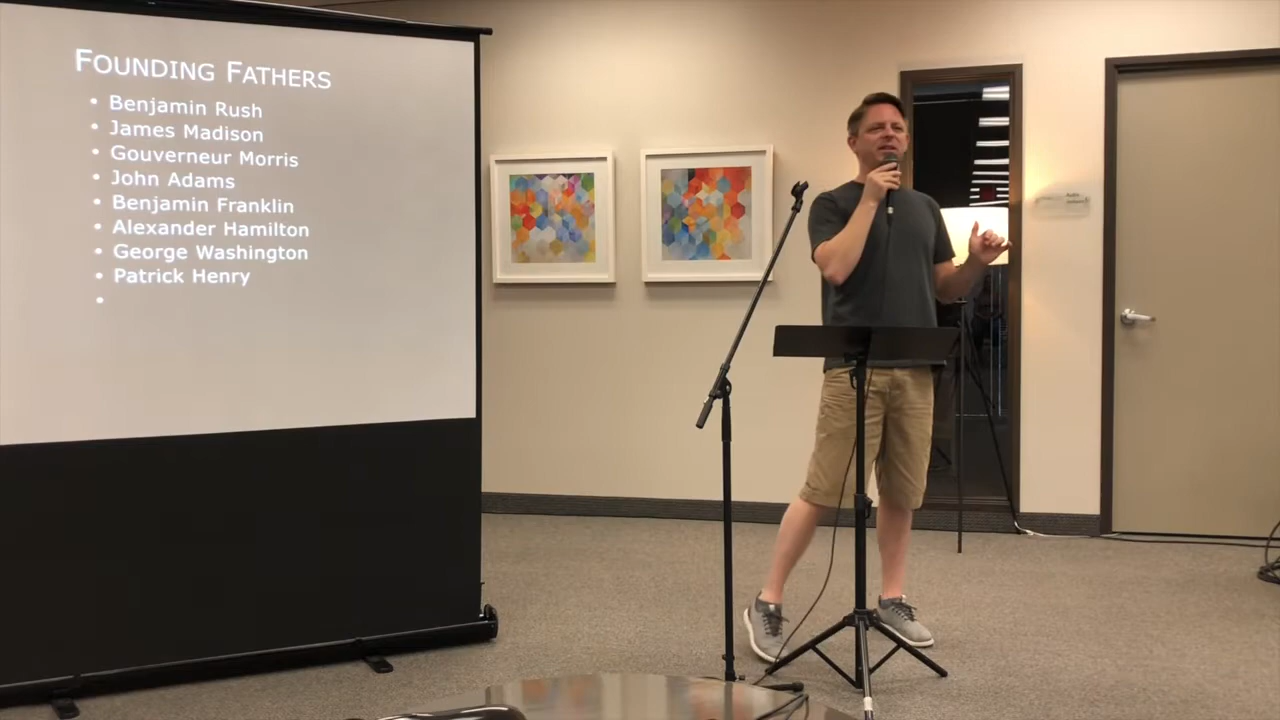 FOUNDING FATHERS
• Benjamin Rush
• James Madison
• Gouverneur Morris
• John Adams
• Benjamin Franklin
• Alexander Hamilton
• George Washington
• Patrick Henry
•